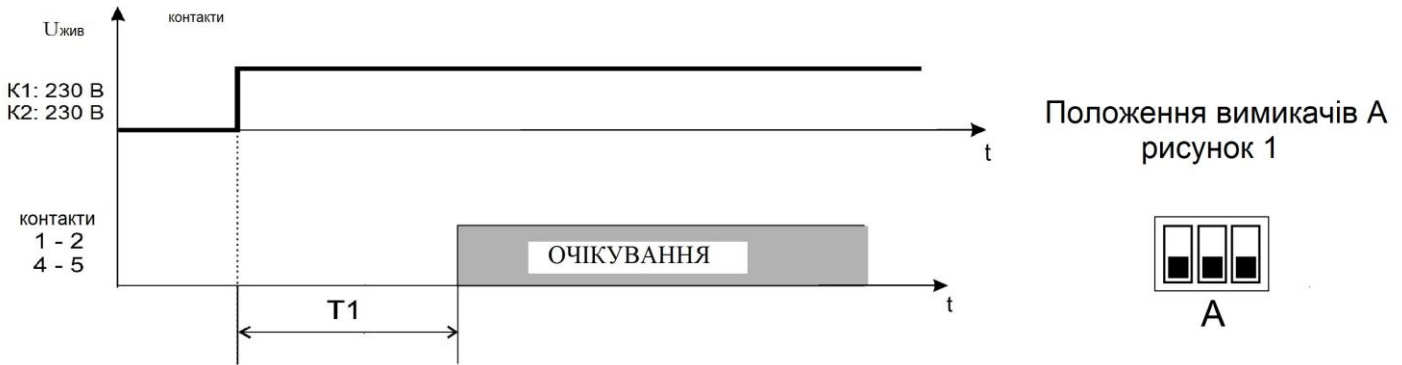 Uжив
контакти
К1: 230 В
К2: 230 В
t
Положення вимикачів А
рисунок 1
контакти
1 - 2
4 - 5
ОЧІКУВАННЯ
t
T1
A